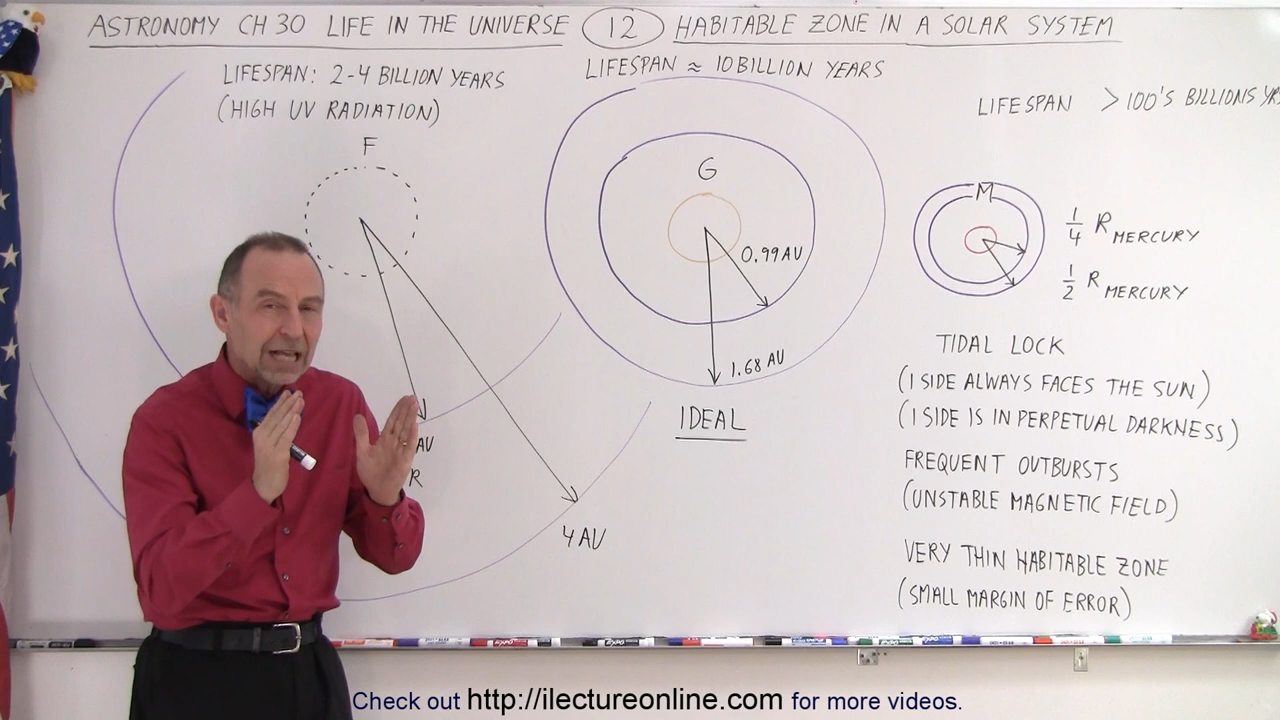 ASTRONOMY CH 30 LIFE IN THE UNIVERSE 12 HABITABLE ZONE IN A SOLAR SYSTEM
LIFESPAN: 2-4 BILLION YEARS
(HIGH UV RADIATION)
F
AU
R
4 AU
LIFESPAN ≈ 10 BILLION YEARS
G
0.99 AU
1.68 AU
IDEAL
LIFESPAN > 100'S BILLIONS YRS
M
1/4 R MERCURY
1/2 R MERCURY
TIDAL LOCK
(1 SIDE ALWAYS FACES THE SUN)
(1 SIDE IS IN PERPETUAL DARKNESS)
FREQUENT OUTBURSTS
(UNSTABLE MAGNETIC FIELD)
VERY THIN HABITABLE ZONE
(SMALL MARGIN OF ERROR)
Check out http://ilectureonline.com for more videos.